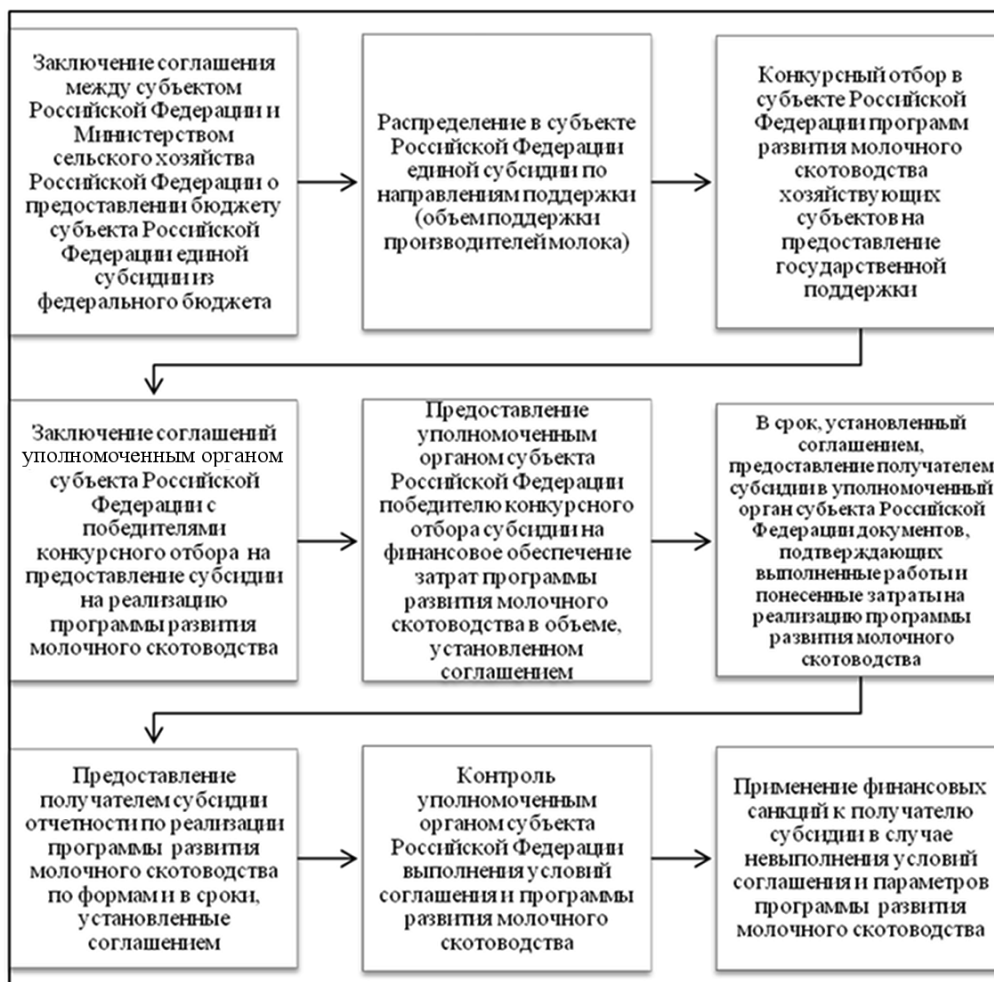 Заключение соглашения
между субъектом
Российской Федерации и
Министерством
сельского хозяйства
Российской Федерации о
предоставлении бюджету
субъекта Российской
Федерации единой
субсидии из
федерального бюджета
Распределение в субъекте
Российской Федерации
единой субсидии по
направлениям поддержки
(объем поддержки
производителей молока)
Конкурсный отбор в
субъекте Российской
Федерации программ
развития молочного
скотоводства
хозяйствующих
субъектов на
предоставление
государственной
поддержки
Заключение соглашений
уполномоченным органом
субъекта Российской
Федерации с
победителями
конкурсного отбора на
предоставление субсидии
на реализацию
программы развития
молочного скотоводства
Предоставление
уполномоченным
органом субъекта
Российской Федерации
победителю конкурсного
отбора субсидии на
финансовое обеспечение
затрат программы
развития молочного
скотоводства в объеме,
установленном
соглашением
В срок, установленный
соглашением,
предоставление получателем
субсидии в уполномоченный
орган субъекта Российской
Федерации документов,
подтверждающих
выполненные работы и
понесенные затраты на
реализацию программы
развития молочного
скотоводства
Предоставление
получателем субсидии
отчетности по реализации
программы развития
молочного скотоводства
по формам и в сроки,
установленные
соглашением
Контроль
уполномоченным
органом субъекта
Российской Федерации
выполнения условий
соглашения и программы
развития молочного
скотоводства
Применение финансовых
санкций к получателю
субсидии в случае
невыполнения условий
соглашения и параметров
программы развития
молочного скотоводства